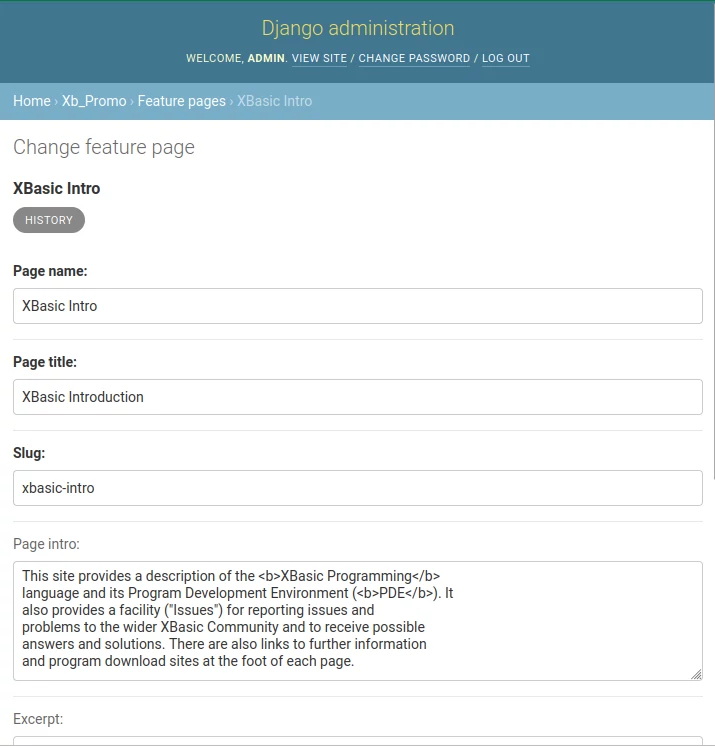 Django administration
WELCOME, ADMIN. VIEW SITE / CHANGE PASSWORD / LOG OUT
Home › Xb_Promo › Feature pages › XBasic Intro
Change feature page
XBasic Intro
HISTORY
Page name:
XBasic Intro
Page title:
XBasic Introduction
Slug:
xbasic-intro
Page intro:
This site provides a description of the <b>XBasic Programming</b>
language and its Program Development Environment (<b>PDE</b>). It
also provides a facility ("Issues") for reporting issues and
problems to the wider XBasic Community and to receive possible
answers and solutions. There are also links to further information
and program download sites at the foot of each page.
Excerpt: